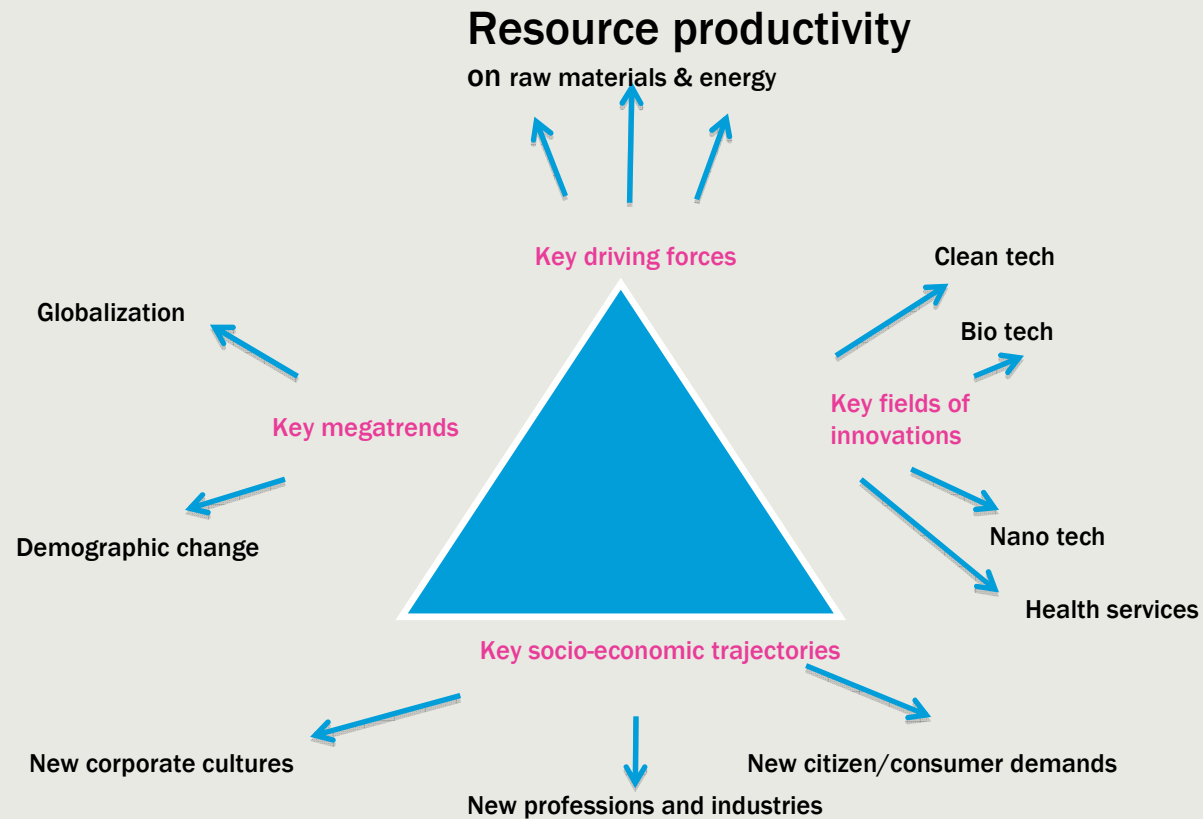 Resource productivity
on raw materials & energy
Key driving forces
Clean tech
Globalization
Bio tech
Key fields of
innovations
Key megatrends
Nano tech
Demographic change
Health services
Key socio-economic trajectories
New corporate cultures
New citizen/consumer demands
New professions and industries